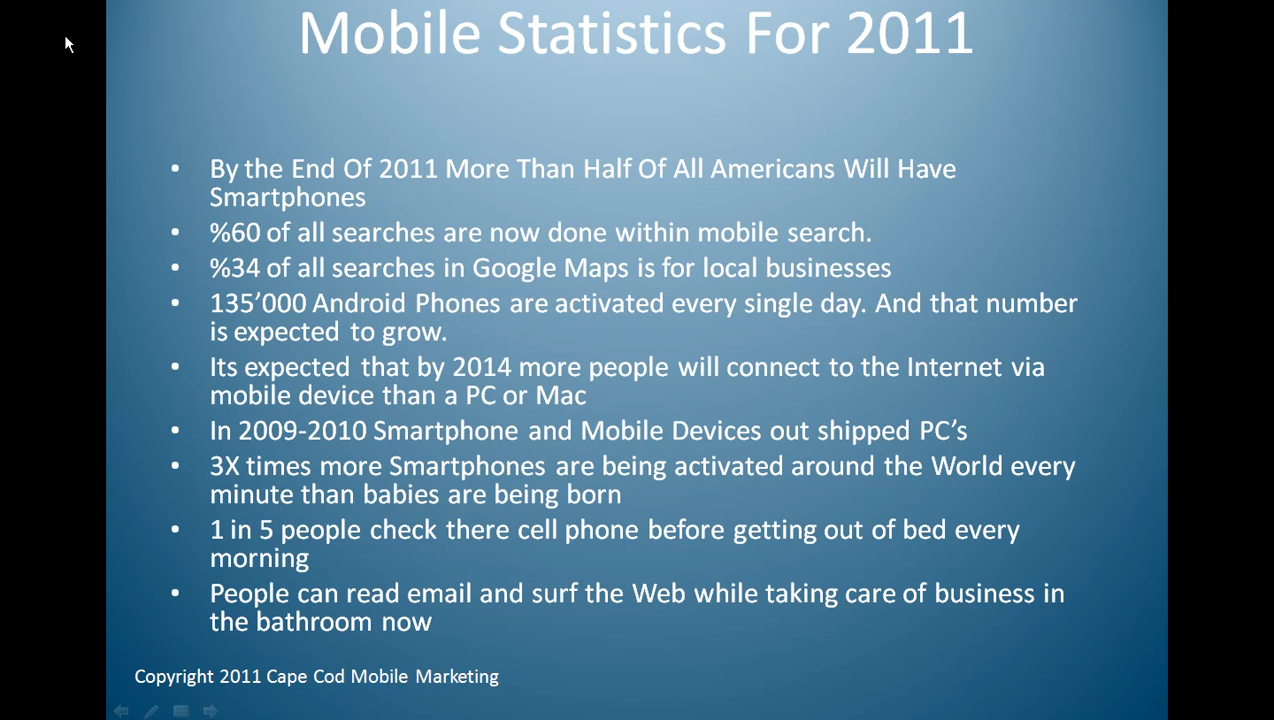 Mobile Statistics For 2011
• By the End Of 2011 More Than Half Of All Americans Will Have
Smartphones
• %60 of all searches are now done within mobile search.
• %34 of all searches in Google Maps is for local businesses
• 135’000 Android Phones are activated every single day. And that number
is expected to grow.
• Its expected that by 2014 more people will connect to the Internet via
mobile device than a PC or Mac
• In 2009-2010 Smartphone and Mobile Devices out shipped PC’s
• 3X times more Smartphones are being activated around the World every
minute than babies are being born
• 1 in 5 people check there cell phone before getting out of bed every
morning
• People can read email and surf the Web while taking care of business in
the bathroom now
Copyright 2011 Cape Cod Mobile Marketing